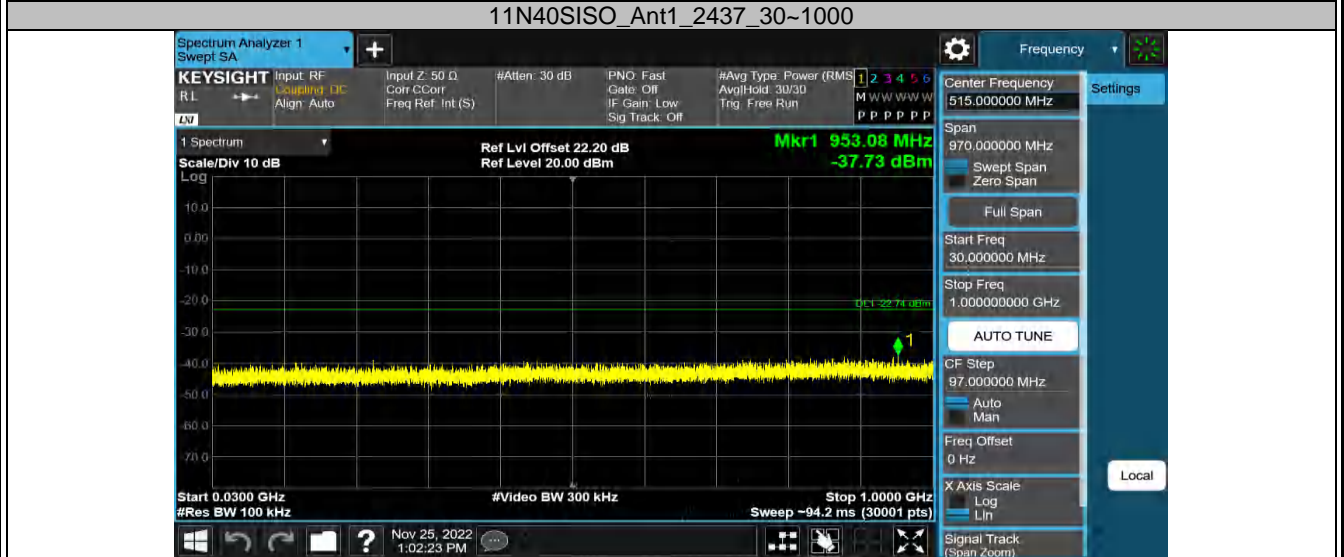 11N40SISO_Ant1_2437_30~1000
Spectrum Analyzer 1
Swept SA
+
Frequency
KEYSIGHT
RL
LXI
Input: RF
Coupling: DC
Align: Auto
Input Z: 50 Ω
Corr CCorr
Freq Ref: Int (S)
#Atten: 30 dB
PNO: Fast
Gate: Off
IF Gain: Low
Sig Track: Off
#Avg Type: Power (RMS
Avg|Hold: 30/30
Trig: Free Run
1 2 3 4 5 6
M W W W W W
P P P P P P
1 Spectrum
Scale/Div 10 dB
Log
Ref Lvl Offset 22.20 dB
Ref Level 20.00 dBm
Mkr1 953.08 MHz
-37.73 dBm
10.0
0.00
-10.0
-20.0
DL1 -22.74 dBm
-30.0
1
-40.0
-50.0
-60.0
-70.0
Start 0.0300 GHz
#Res BW 100 kHz
#Video BW 300 kHz
Stop 1.0000 GHz
Sweep ~94.2 ms (30001 pts)
?
Nov 25, 2022
1:02:23 PM
Center Frequency
515.000000 MHz
Settings
Span
970.000000 MHz
Swept Span
Zero Span
Full Span
Start Freq
30.000000 MHz
Stop Freq
1.000000000 GHz
AUTO TUNE
CF Step
97.000000 MHz
Auto
Man
Freq Offset
0 Hz
X Axis Scale
Log
Lin
Local
Signal Track
(Span Zoom)